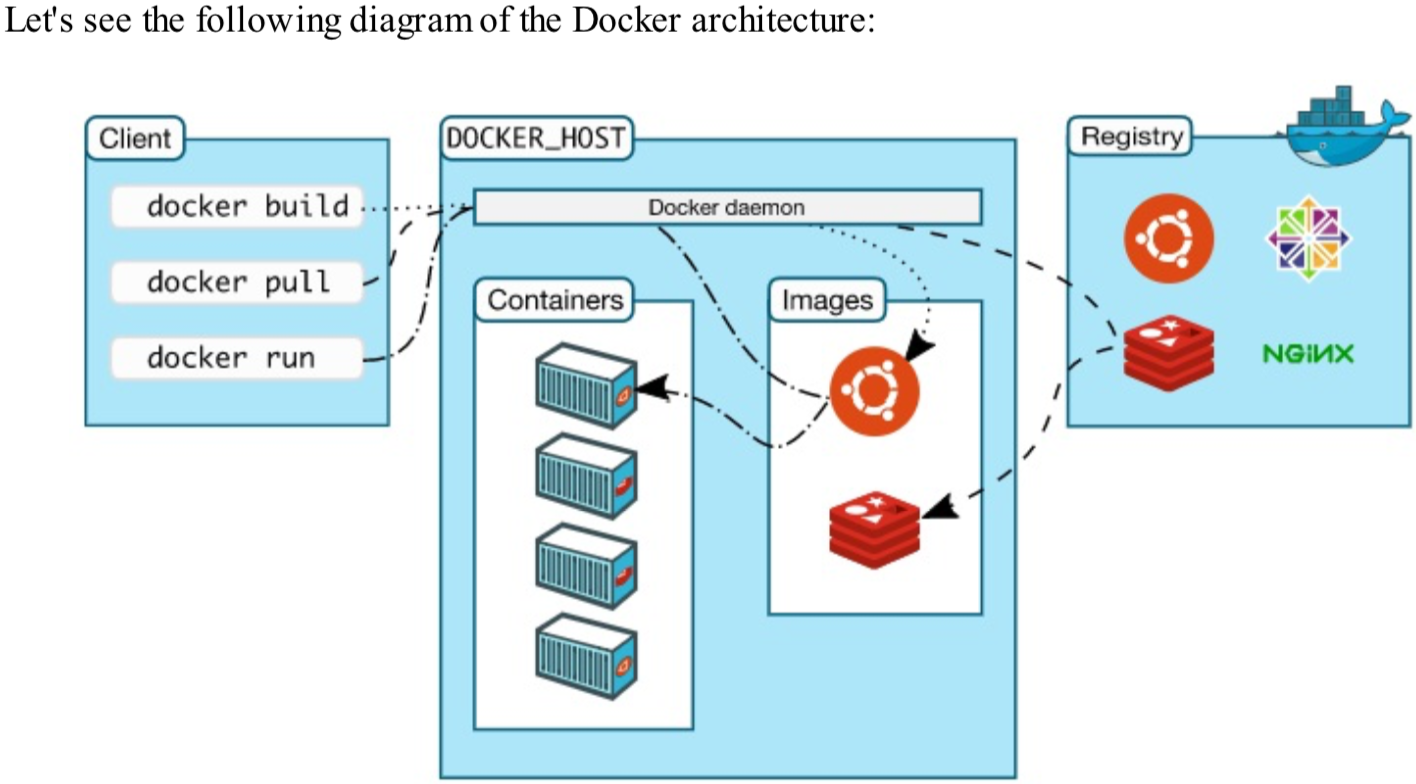 Let's see the following diagram of the Docker architecture:
Client
docker build
docker pull
docker run
DOCKER_HOST
Docker daemon
Containers
Images
Registry
NGiNX